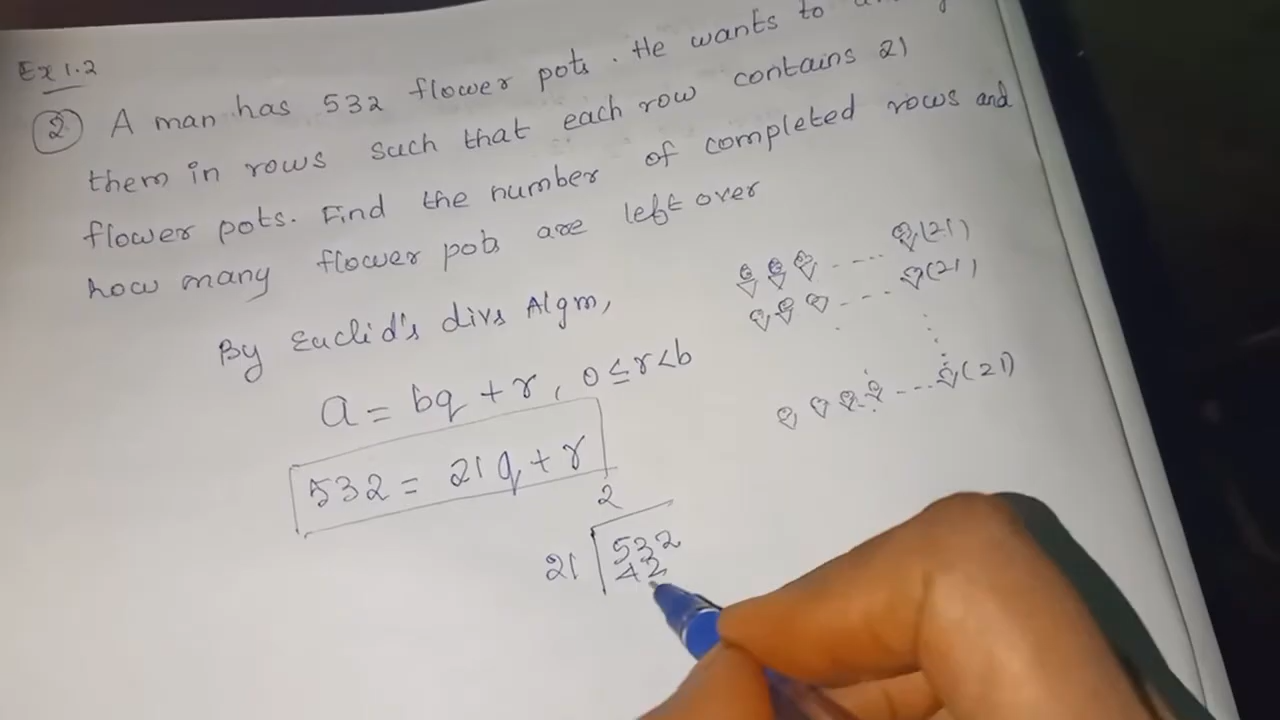 Ex 1.2
② A man has 532 flower pots. He wants to
them in rows such that each row contains 21
flower pots. Find the number of completed rows and
how many flower pots are left over
(21)
(21)
(21)
By Euclid's divs Algm,
a = bq + r, 0 ≤ r < b
532 = 21q + r
2
21 532
42